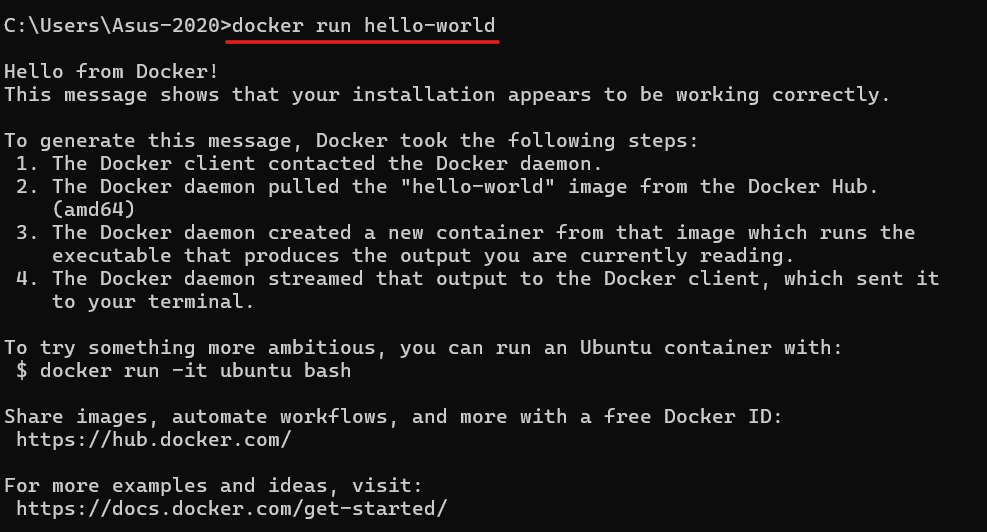 C:\Users\Asus-2020>docker run hello-world
Hello from Docker!
This message shows that your installation appears to be working correctly.
To generate this message, Docker took the following steps:
1. The Docker client contacted the Docker daemon.
2. The Docker daemon pulled the "hello-world" image from the Docker Hub.
(amd64)
3. The Docker daemon created a new container from that image which runs the
executable that produces the output you are currently reading.
4. The Docker daemon streamed that output to the Docker client, which sent it
to your terminal.
To try something more ambitious, you can run an Ubuntu container with:
$ docker run -it ubuntu bash
Share images, automate workflows, and more with a free Docker ID:
https://hub.docker.com/
For more examples and ideas, visit:
https://docs.docker.com/get-started/